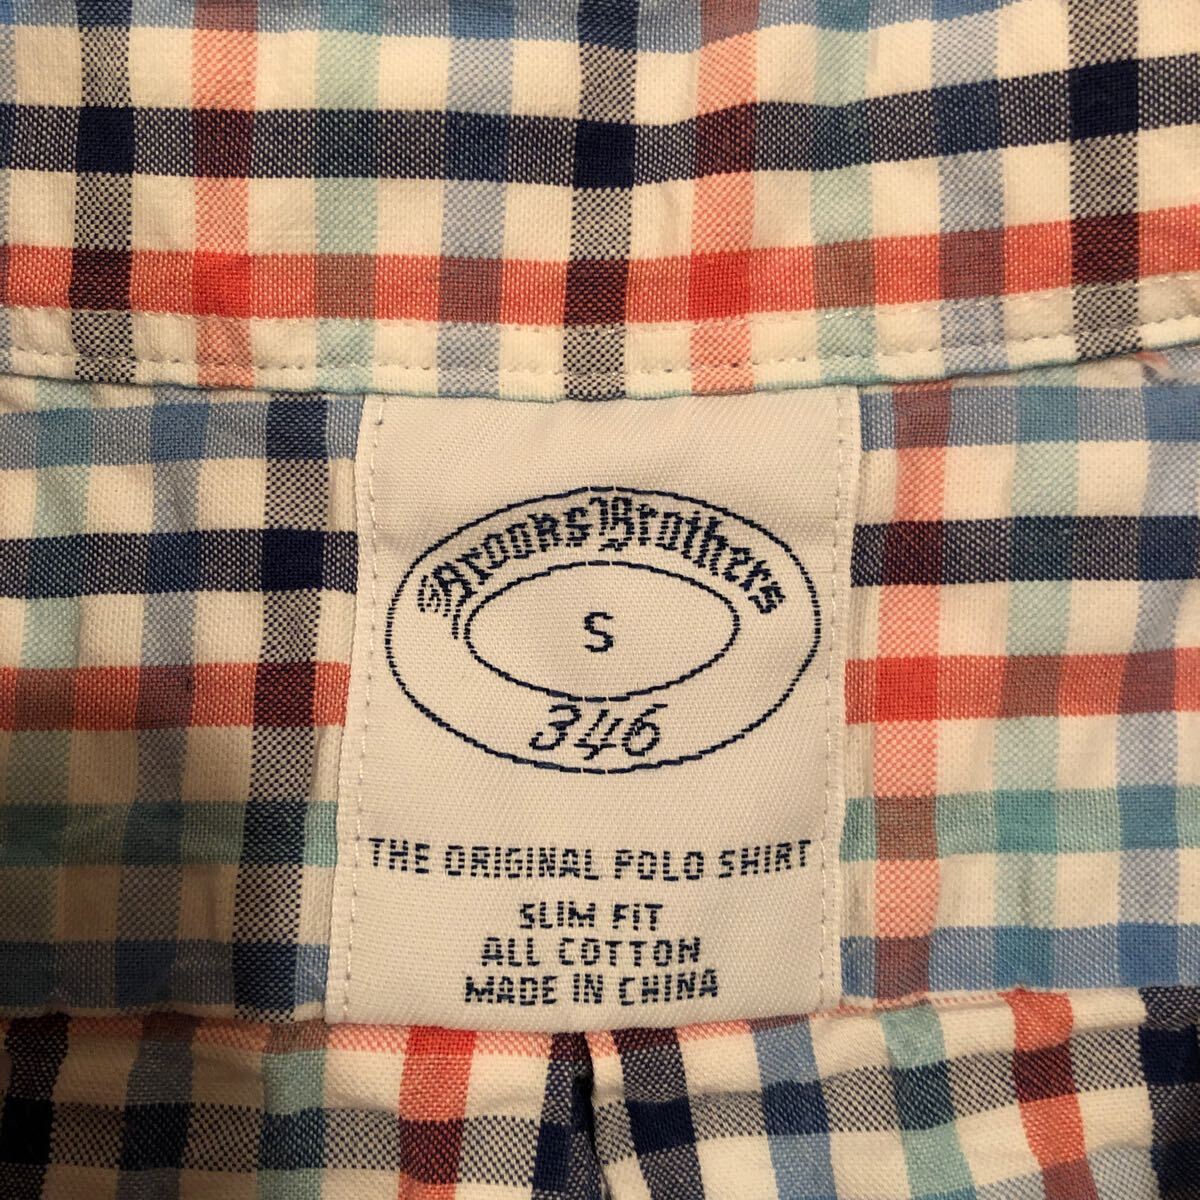 Brooks Brothers
S
346
THE ORIGINAL POLO SHIRT
SLIM FIT
ALL COTTON
MADE IN CHINA